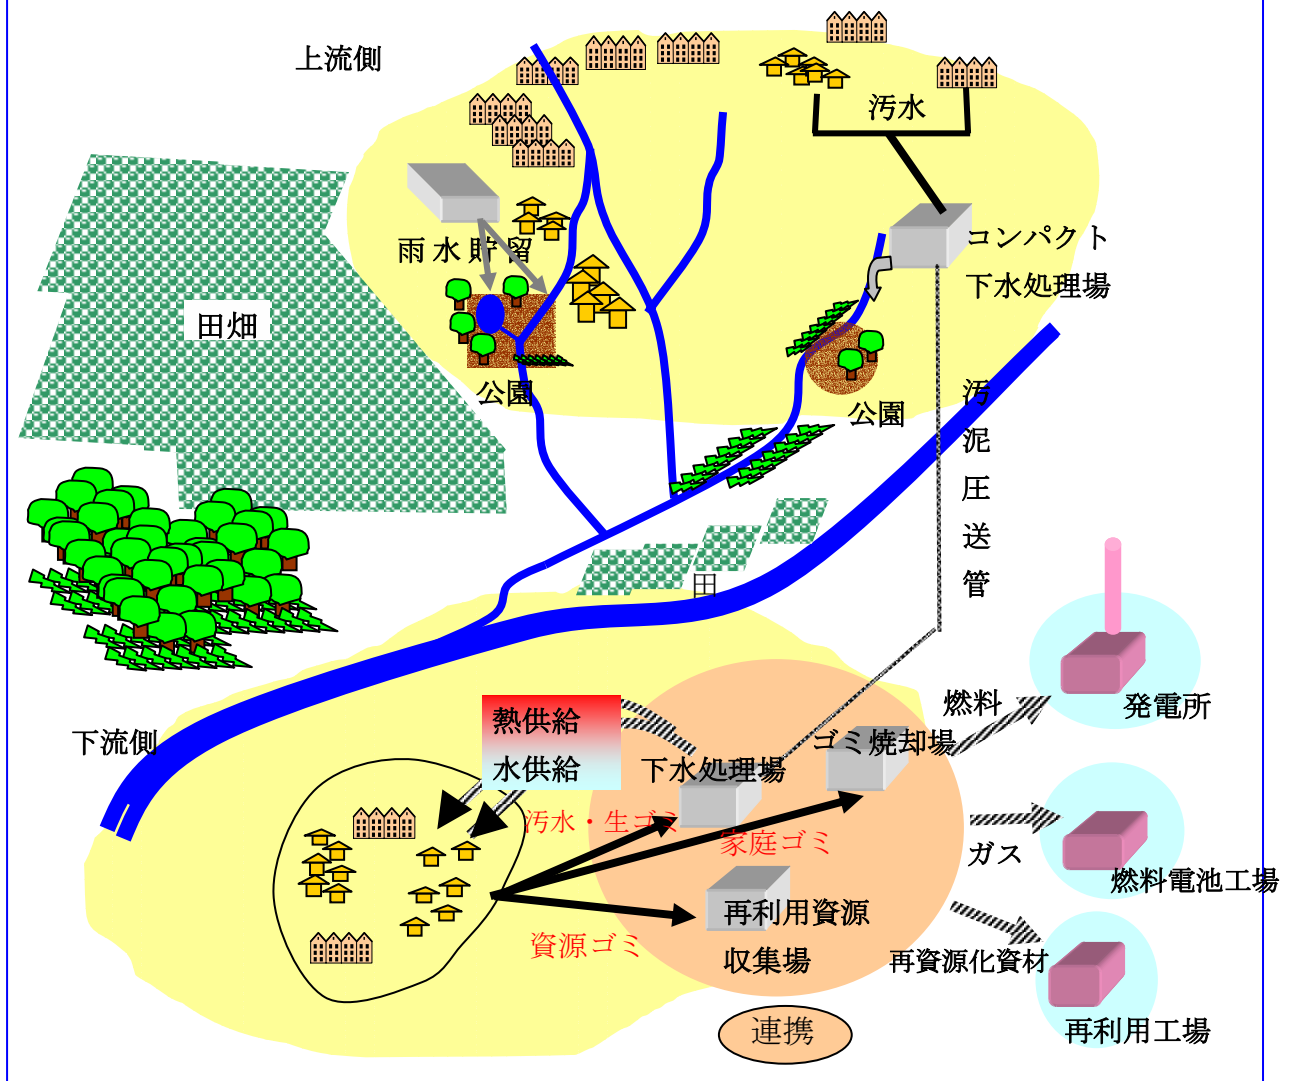 上流側
汚水
雨水貯留
コンパクト
下水処理場
田畑
公園
公園
汚泥圧送管
田
発電所
燃料
熱供給
水供給
下流側
ゴミ焼却場
下水処理場
汚水・生ゴミ
家庭ゴミ
ガス
燃料電池工場
再利用資源
収集場
資源ゴミ
再資源化資材
再利用工場
連携